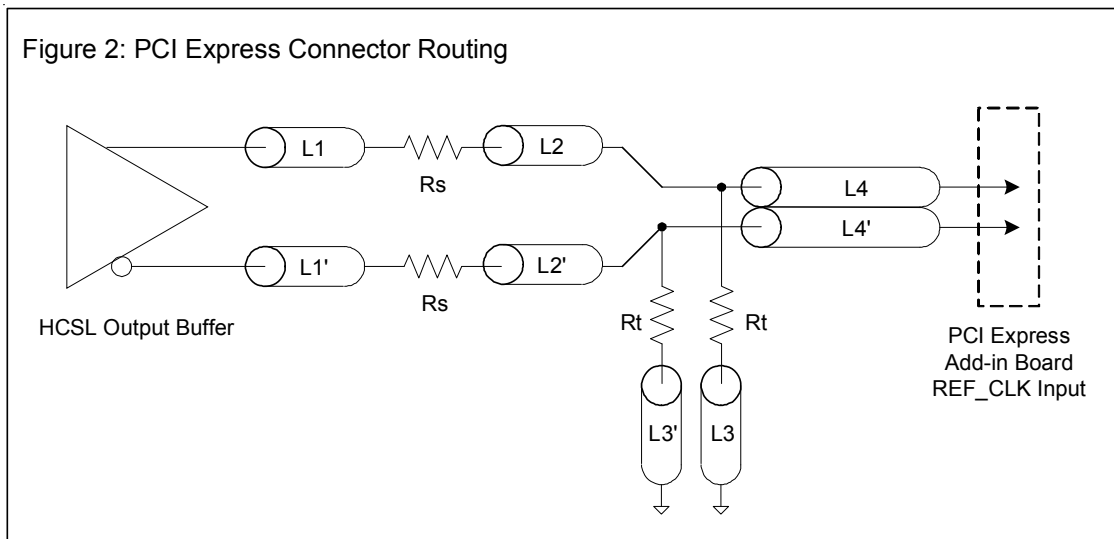 Figure 2: PCI Express Connector Routing
L1
Rs
L2
L4
L4'
L1'
Rs
L2'
HCSL Output Buffer
Rt
Rt
L3'
L3
PCI Express
Add-in Board
REF_CLK Input